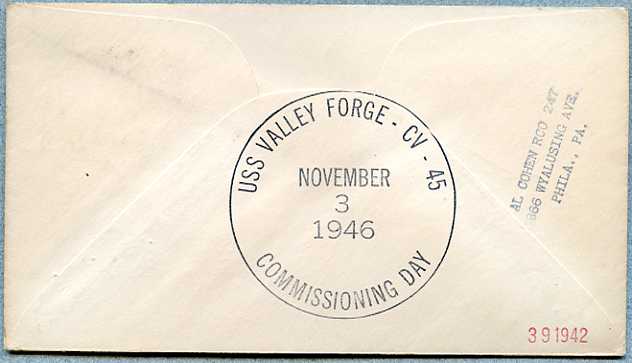 USS VALLEY FORGE - CV - 45
NOVEMBER
3
1946
COMMISSIONING DAY
AL COHEN RCO 247
866 WYALUSING AVE.
PHILA., PA.
391942